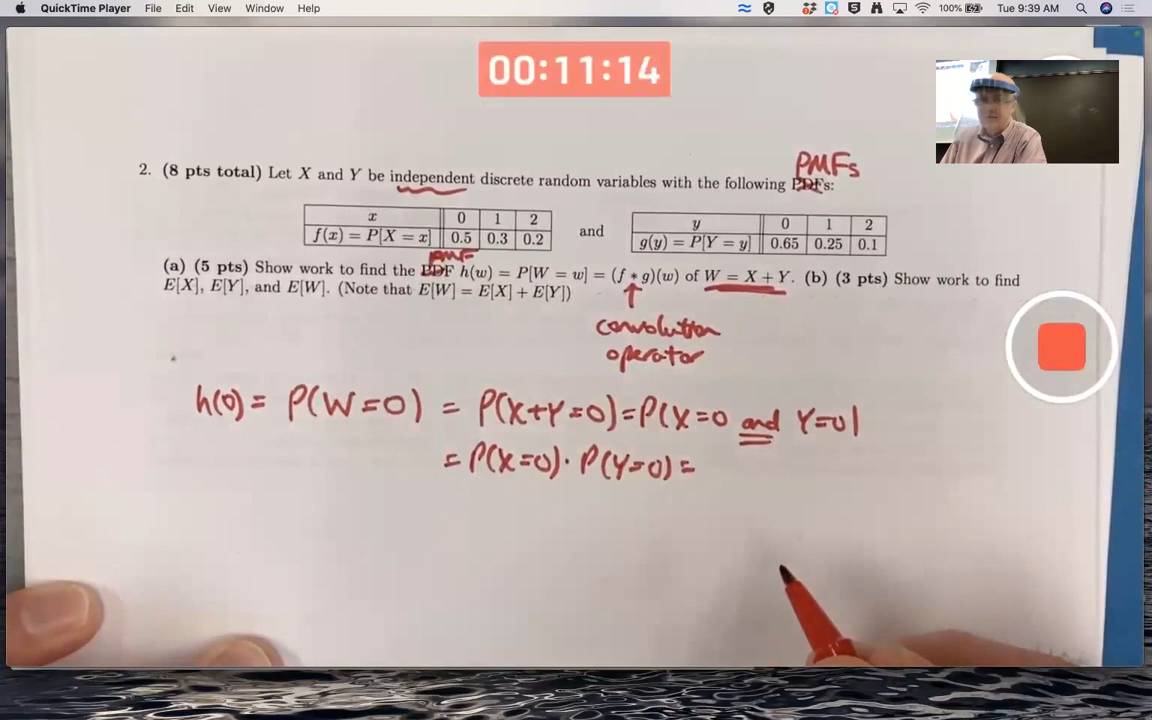 QuickTime Player File Edit View Window Help 100% Tue 9:39 AM
00:11:14
PMFs
2. (8 pts total) Let X and Y be independent discrete random variables with the following PDFs:
x 0 1 2
f(x) = P[X = x] 0.5 0.3 0.2
and
y 0 1 2
g(y) = P[Y = y] 0.65 0.25 0.1
PMF
(a) (5 pts) Show work to find the PDF h(w) = P[W = w] = (f * g)(w) of W = X + Y. (b) (3 pts) Show work to find
E[X], E[Y], and E[W]. (Note that E[W] = E[X] + E[Y])
convolution
operator
h(0) = P(W=0) = P(X+Y=0) = P(X=0 and Y=0)
= P(X=0) · P(Y=0) =